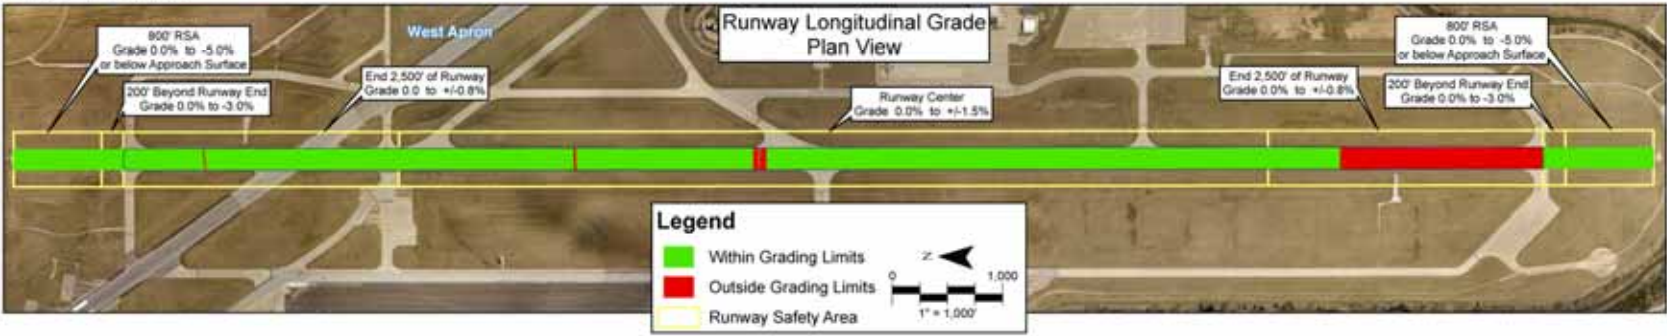 Runway Longitudinal Grade
Plan View
West Apron
800' RSA
Grade 0.0% to -5.0%
or below Approach Surface
200' Beyond Runway End
Grade 0.0% to -3.0%
End 2,500' of Runway
Grade 0.0 to +/-0.8%
Runway Center
Grade 0.0% to +/-1.5%
End 2,500' of Runway
Grade 0.0% to +/-0.8%
200' Beyond Runway End
Grade 0.0% to -3.0%
800' RSA
Grade 0.0% to -5.0%
or below Approach Surface
Legend
Within Grading Limits
Outside Grading Limits
Runway Safety Area
N
0 1,000
1" = 1,000'